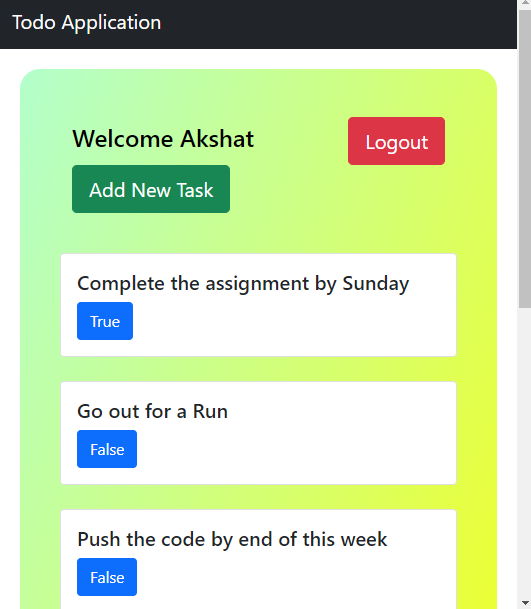 Todo Application
Welcome Akshat
Logout
Add New Task
Complete the assignment by Sunday
True
Go out for a Run
False
Push the code by end of this week
False